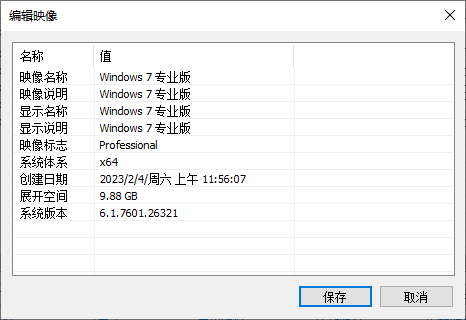 编辑映像
名称 值
映像名称 Windows 7 专业版
映像说明 Windows 7 专业版
显示名称 Windows 7 专业版
显示说明 Windows 7 专业版
映像标志 Professional
系统体系 x64
创建日期 2023/2/4/周六 上午 11:56:07
展开空间 9.88 GB
系统版本 6.1.7601.26321
保存 取消